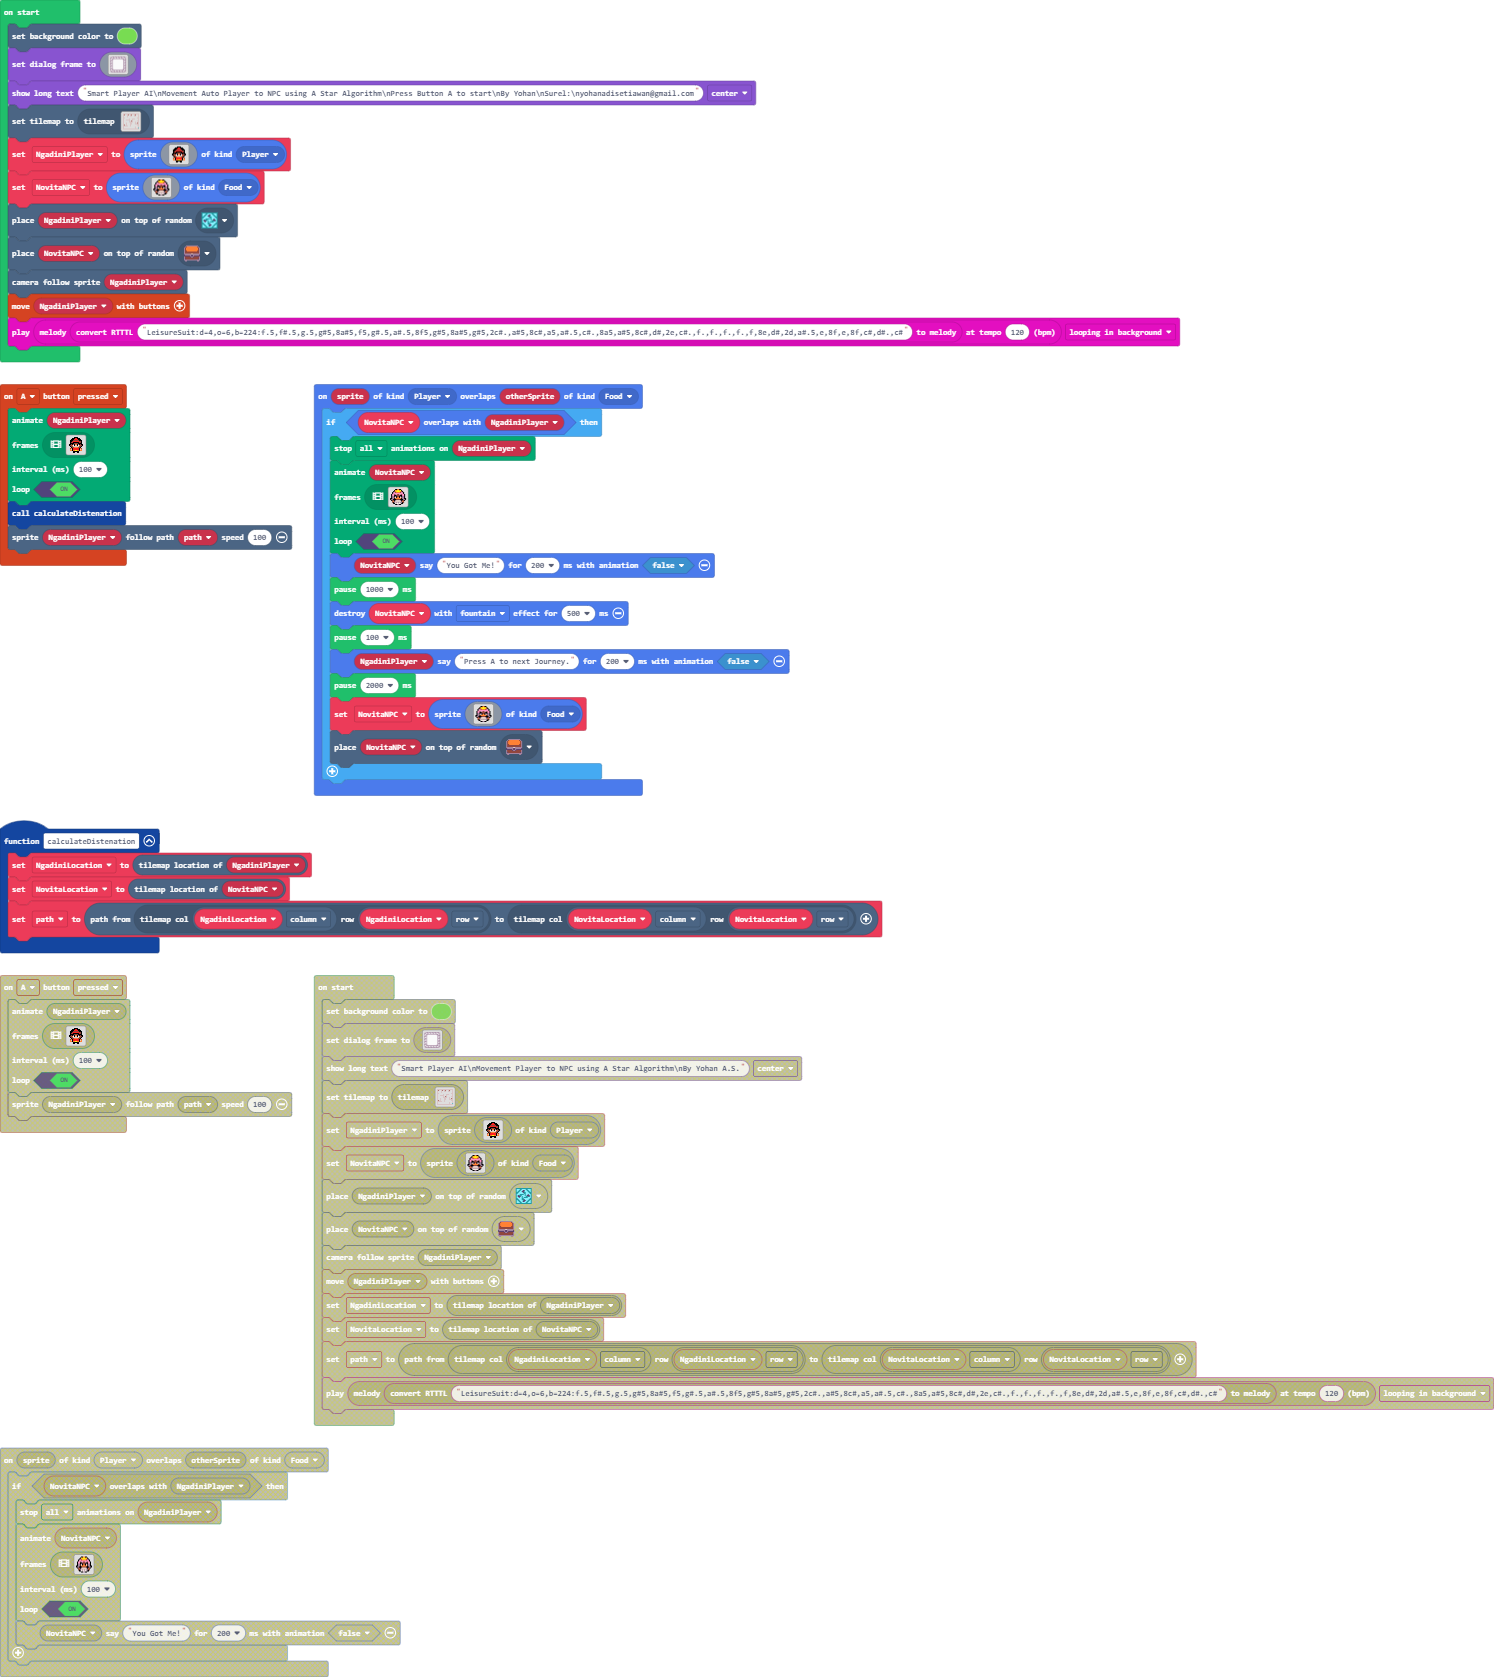 on start
set background color to
set dialog frame to
show long text "Smart Player AI\nMovement Auto Player to NPC using A Star Algorithm\nPress Button A to start\nBy Yohan\nSurel:\nyohanadisetiawan@gmail.com" center
set tilemap to tilemap
set NgadiniPlayer to sprite of kind Player
set NovitaNPC to sprite of kind Food
place NgadiniPlayer on top of random
place NovitaNPC on top of random
camera follow sprite NgadiniPlayer
move NgadiniPlayer with buttons
play melody convert RTTTL "LeisureSuit:d=4,o=6,b=224:f.5,f#.5,g.5,g#5,8a#5,f5,g#.5,a#.5,8f5,g#5,8a#5,g#5,2c#.,a#5,8c#,a5,a#.5,c#.,8a5,a#5,8c#,d#,2e,c#.,f.,f.,f.,f.,f,8e,d#,2d,a#.5,e,8f,e,8f,c#,d#.,c#" to melody at tempo 120 (bpm) looping in background
on A button pressed
animate NgadiniPlayer
frames
interval (ms) 100
loop ON
call calculateDistenation
sprite NgadiniPlayer follow path path speed 100
on sprite of kind Player overlaps otherSprite of kind Food
if NovitaNPC overlaps with NgadiniPlayer then
stop all animations on NgadiniPlayer
animate NovitaNPC
frames
interval (ms) 100
loop ON
NovitaNPC say "You Got Me!" for 200 ms with animation false
pause 1000 ms
destroy NovitaNPC with fountain effect for 500 ms
pause 100 ms
NgadiniPlayer say "Press A to next Journey." for 200 ms with animation false
pause 2000 ms
set NovitaNPC to sprite of kind Food
place NovitaNPC on top of random
function calculateDistenation
set NgadiniLocation to tilemap location of NgadiniPlayer
set NovitaLocation to tilemap location of NovitaNPC
set path to path from tilemap col NgadiniLocation column row NgadiniLocation row to tilemap col NovitaLocation column row NovitaLocation row
on A button pressed
animate NgadiniPlayer
frames
interval (ms) 100
loop ON
sprite NgadiniPlayer follow path path speed 100
on start
set background color to
set dialog frame to
show long text "Smart Player AI\nMovement Player to NPC using A Star Algorithm\nBy Yohan A.S." center
set tilemap to tilemap
set NgadiniPlayer to sprite of kind Player
set NovitaNPC to sprite of kind Food
place NgadiniPlayer on top of random
place NovitaNPC on top of random
camera follow sprite NgadiniPlayer
move NgadiniPlayer with buttons
set NgadiniLocation to tilemap location of NgadiniPlayer
set NovitaLocation to tilemap location of NovitaNPC
set path to path from tilemap col NgadiniLocation column row NgadiniLocation row to tilemap col NovitaLocation column row NovitaLocation row
play melody convert RTTTL "LeisureSuit:d=4,o=6,b=224:f.5,f#.5,g.5,g#5,8a#5,f5,g#.5,a#.5,8f5,g#5,8a#5,g#5,2c#.,a#5,8c#,a5,a#.5,c#.,8a5,a#5,8c#,d#,2e,c#.,f.,f.,f.,f.,f,8e,d#,2d,a#.5,e,8f,e,8f,c#,d#.,c#" to melody at tempo 120 (bpm) looping in background
on sprite of kind Player overlaps otherSprite of kind Food
if NovitaNPC overlaps with NgadiniPlayer then
stop all animations on NgadiniPlayer
animate NovitaNPC
frames
interval (ms) 100
loop ON
NovitaNPC say "You Got Me!" for 200 ms with animation false